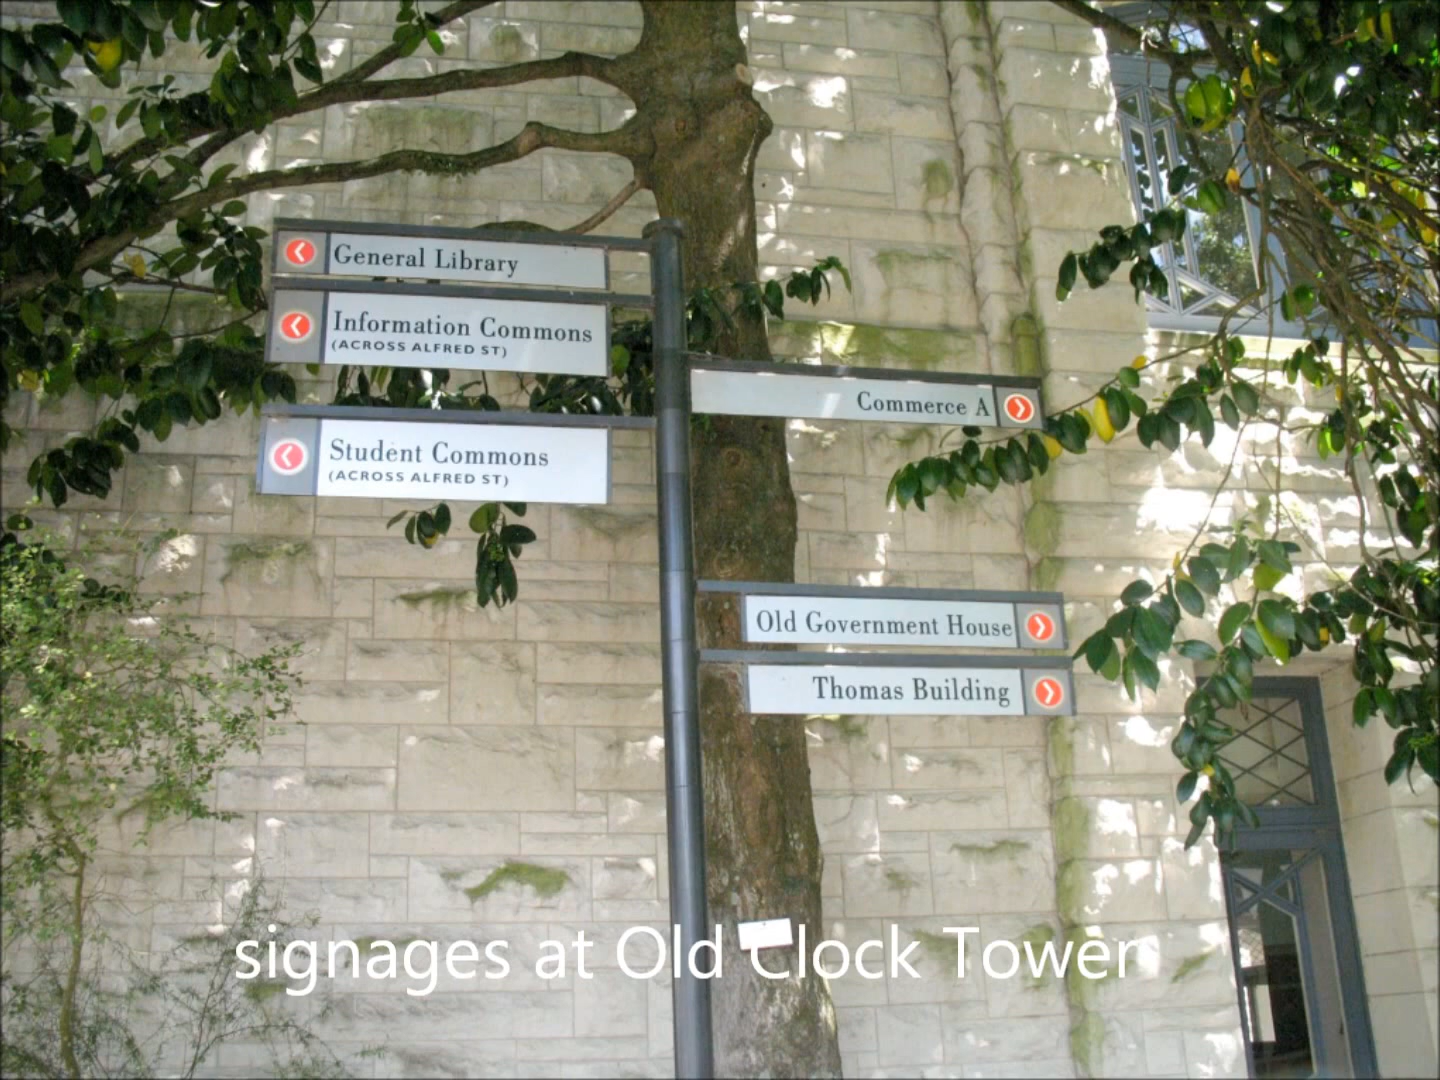 General Library
Information Commons
(ACROSS ALFRED ST)
Student Commons
(ACROSS ALFRED ST)
Commerce A
Old Government House
Thomas Building
signages at Old Clock Tower